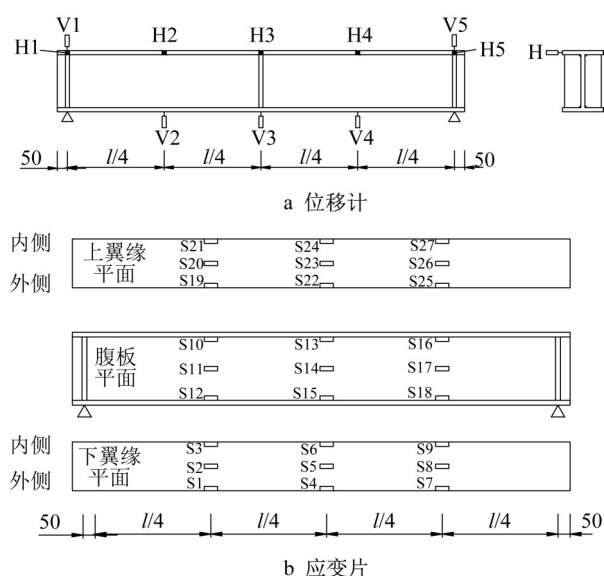 V1 V5
H1 H2 H3 H4 H5 H
V2 V3 V4
50 l/4 l/4 l/4 l/4 50
a 位移计
内侧 S21 S24 S27
上翼缘平面 S20 S23 S26
外侧 S19 S22 S25
S10 S13 S16
腹板平面 S11 S14 S17
S12 S15 S18
内侧 S3 S6 S9
下翼缘平面 S2 S5 S8
外侧 S1 S4 S7
50 l/4 l/4 l/4 l/4 50
b 应变片